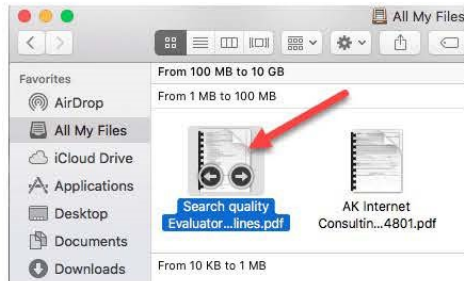 All My Files
Favorites
AirDrop
All My Files
iCloud Drive
Applications
Desktop
Documents
Downloads
From 100 MB to 10 GB
From 1 MB to 100 MB
Search quality
Evaluator...lines.pdf
AK Internet
Consultin...4801.pdf
From 10 KB to 1 MB